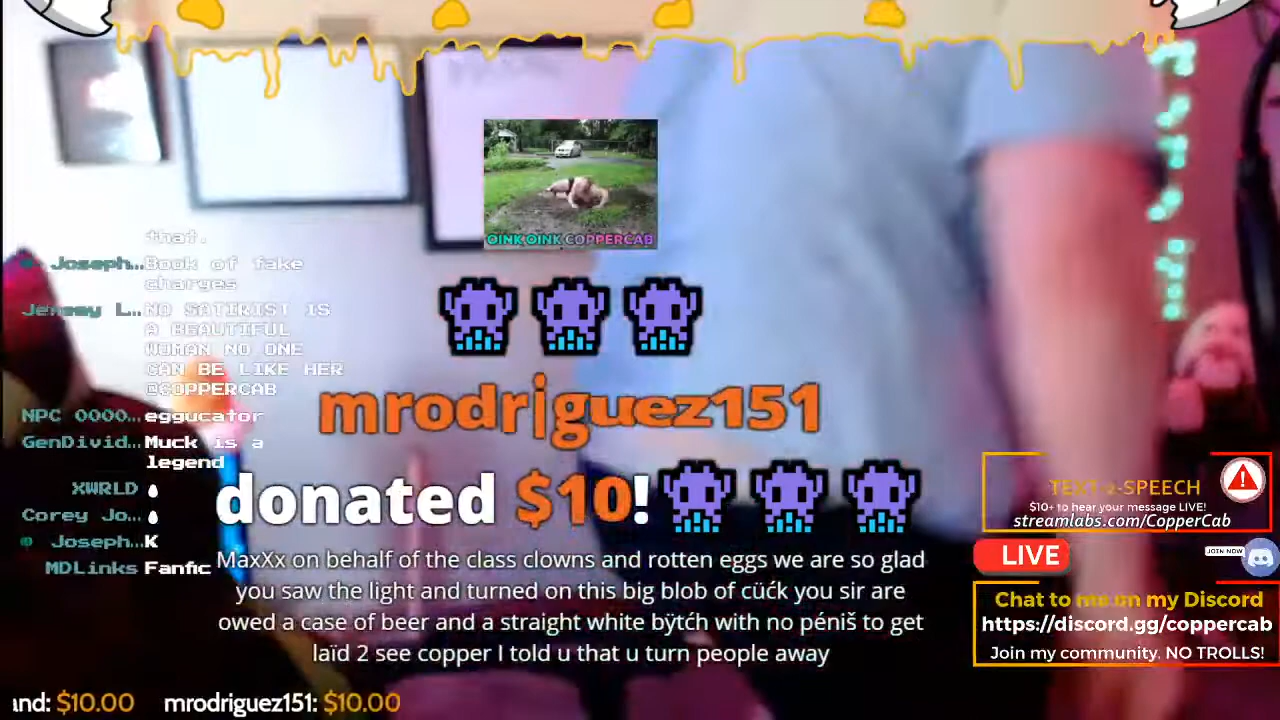 OINK OINK COPPERCAB
that.
Joseph... Book of fake
charges
Jersey L... NO SATIRIST IS
A BEAUTIFUL
WOMAN NO ONE
CAN BE LIKE HER
@COPPERCAB
NPC 0000... eggucator
GenDivid... Muck is a
legend
XWRLD
Corey Jo...
Joseph... K
MDLinks Fanfic
mrodriguez151
donated $10!
MaxXx on behalf of the class clowns and rotten eggs we are so glad
you saw the light and turned on this big blob of cüćk you sir are
owed a case of beer and a straight white bÿtćh with no péniš to get
laïd 2 see copper I told u that u turn people away
TEXT-2-SPEECH
$10+ to hear your message LIVE!
streamlabs.com/CopperCab
LIVE
JOIN NOW
Chat to me on my Discord
https://discord.gg/coppercab
Join my community. NO TROLLS!
and: $10.00 mrodriguez151: $10.00